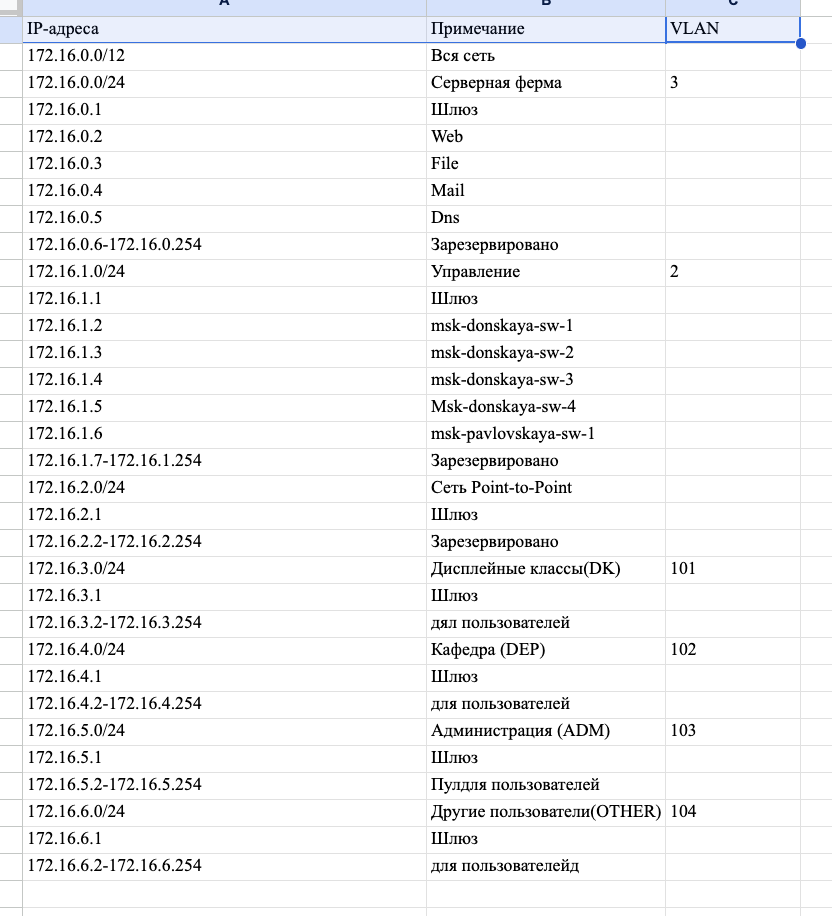 A B C
IP-адреса Примечание VLAN
172.16.0.0/12 Вся сеть
172.16.0.0/24 Серверная ферма 3
172.16.0.1 Шлюз
172.16.0.2 Web
172.16.0.3 File
172.16.0.4 Mail
172.16.0.5 Dns
172.16.0.6-172.16.0.254 Зарезервировано
172.16.1.0/24 Управление 2
172.16.1.1 Шлюз
172.16.1.2 msk-donskaya-sw-1
172.16.1.3 msk-donskaya-sw-2
172.16.1.4 msk-donskaya-sw-3
172.16.1.5 Msk-donskaya-sw-4
172.16.1.6 msk-pavlovskaya-sw-1
172.16.1.7-172.16.1.254 Зарезервировано
172.16.2.0/24 Сеть Point-to-Point
172.16.2.1 Шлюз
172.16.2.2-172.16.2.254 Зарезервировано
172.16.3.0/24 Дисплейные классы(DK) 101
172.16.3.1 Шлюз
172.16.3.2-172.16.3.254 дял пользователей
172.16.4.0/24 Кафедра (DEP) 102
172.16.4.1 Шлюз
172.16.4.2-172.16.4.254 для пользователей
172.16.5.0/24 Администрация (ADM) 103
172.16.5.1 Шлюз
172.16.5.2-172.16.5.254 Пулдля пользователей
172.16.6.0/24 Другие пользователи(OTHER) 104
172.16.6.1 Шлюз
172.16.6.2-172.16.6.254 для пользователейд